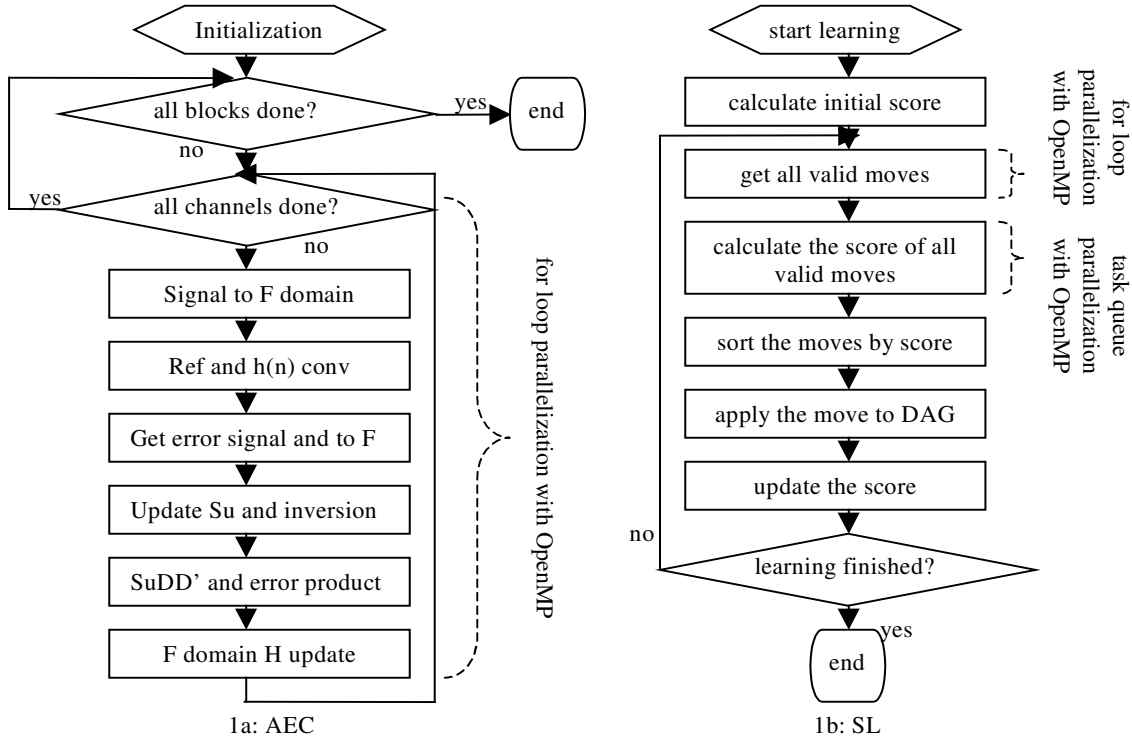 Initialization
all blocks done?
yes
end
no
all channels done?
yes
no
Signal to F domain
Ref and h(n) conv
Get error signal and to F
Update Su and inversion
SuDD' and error product
F domain H update
for loop parallelization with OpenMP
1a: AEC
start learning
calculate initial score
get all valid moves
for loop
parallelization
with OpenMP
calculate the score of all
valid moves
task queue
parallelization
with OpenMP
sort the moves by score
apply the move to DAG
update the score
no
learning finished?
yes
end
1b: SL